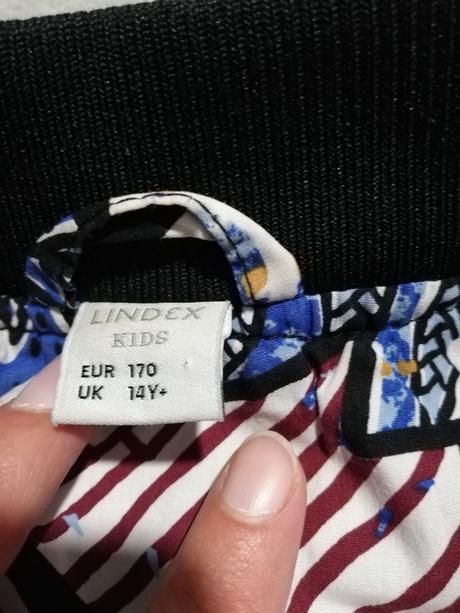 LINDEX
KIDS
EUR 170
UK 14Y+